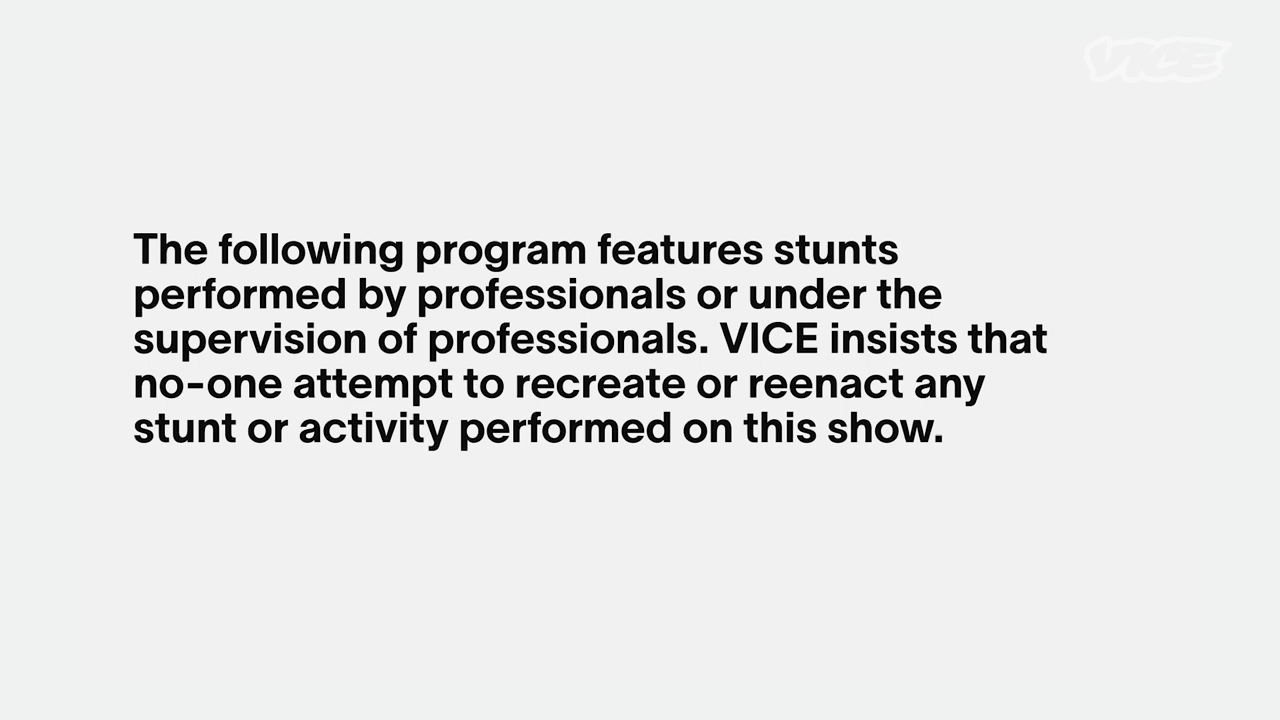 VICE
The following program features stunts
performed by professionals or under the
supervision of professionals. VICE insists that
no-one attempt to recreate or reenact any
stunt or activity performed on this show.